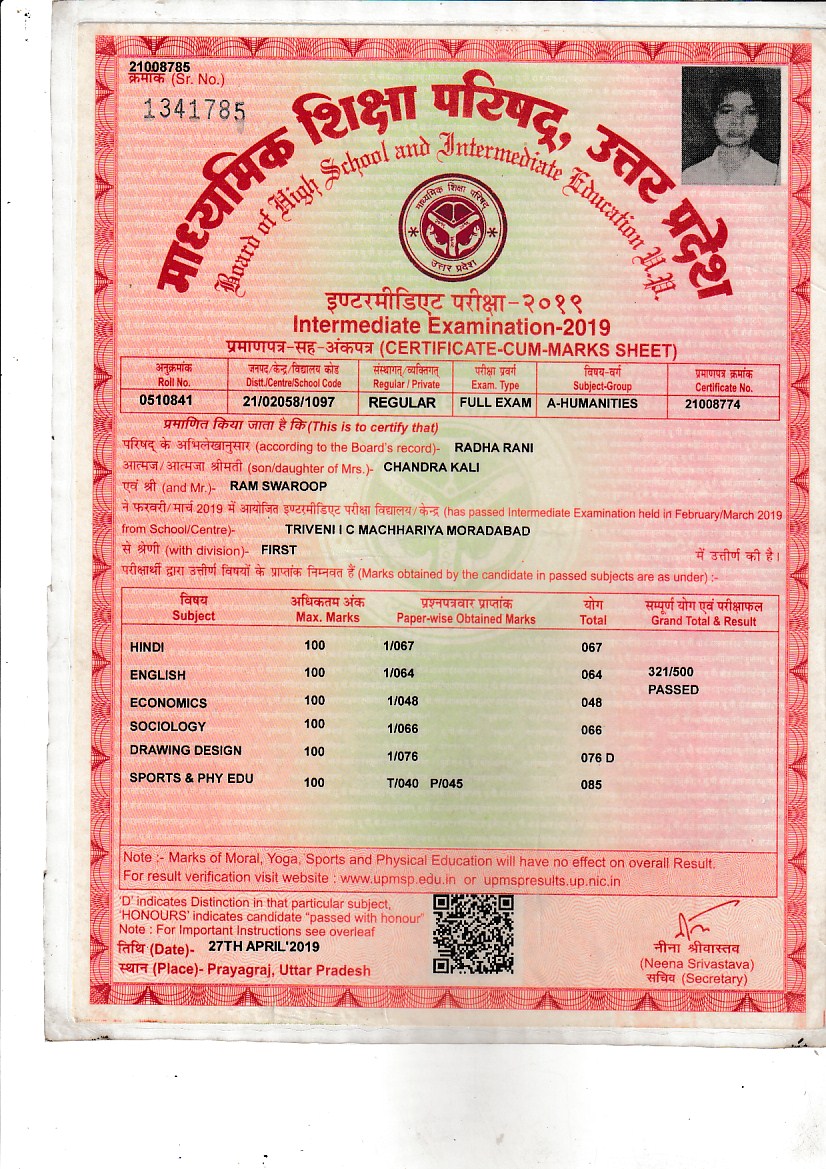 21008785
क्रमांक (Sr. No.)
1341785
माध्यमिक शिक्षा परिषद्, उत्तर प्रदेश
Board of High School and Intermediate Education U.P.
माध्यमिक शिक्षा परिषद्
उत्तर प्रदेश
इण्टरमीडिएट परीक्षा-२०१९
Intermediate Examination-2019
प्रमाणपत्र-सह-अंकपत्र (CERTIFICATE-CUM-MARKS SHEET)
अनुक्रमांक जनपद/केन्द्र/विद्यालय कोड संस्थागत्/व्यक्तिगत् परीक्षा प्रवर्ग विषय-वर्ग प्रमाणपत्र क्रमांक
Roll No. Distt./Centre/School Code Regular / Private Exam. Type Subject-Group Certificate No.
0510841 21/02058/1097 REGULAR FULL EXAM A-HUMANITIES 21008774
प्रमाणित किया जाता है कि (This is to certify that)
परिषद् के अभिलेखानुसार (according to the Board's record)- RADHA RANI
आत्मज/आत्मजा श्रीमती (son/daughter of Mrs.)- CHANDRA KALI
एवं श्री (and Mr.)- RAM SWAROOP
ने फरवरी/मार्च 2019 में आयोजित इण्टरमीडिएट परीक्षा विद्यालय/केन्द्र (has passed Intermediate Examination held in February/March 2019
from School/Centre)- TRIVENI I C MACHHARIYA MORADABAD
से श्रेणी (with division)- FIRST में उत्तीर्ण की है।
परीक्षार्थी द्वारा उत्तीर्ण विषयों के प्राप्तांक निम्नवत हैं (Marks obtained by the candidate in passed subjects are as under) :-
विषय अधिकतम अंक प्रश्नपत्रवार प्राप्तांक योग सम्पूर्ण योग एवं परीक्षाफल
Subject Max. Marks Paper-wise Obtained Marks Total Grand Total & Result
HINDI 100 1/067 067
ENGLISH 100 1/064 064 321/500
PASSED
ECONOMICS 100 1/048 048
SOCIOLOGY 100 1/066 066
DRAWING DESIGN 100 1/076 076 D
SPORTS & PHY EDU 100 T/040 P/045 085
Note :- Marks of Moral, Yoga, Sports and Physical Education will have no effect on overall Result.
For result verification visit website : www.upmsp.edu.in or upmspresults.up.nic.in
'D' indicates Distinction in that particular subject,
'HONOURS' indicates candidate "passed with honour"
Note : For Important Instructions see overleaf
तिथि (Date)- 27TH APRIL'2019
स्थान (Place)- Prayagraj, Uttar Pradesh
नीना श्रीवास्तव
(Neena Srivastava)
सचिव (Secretary)